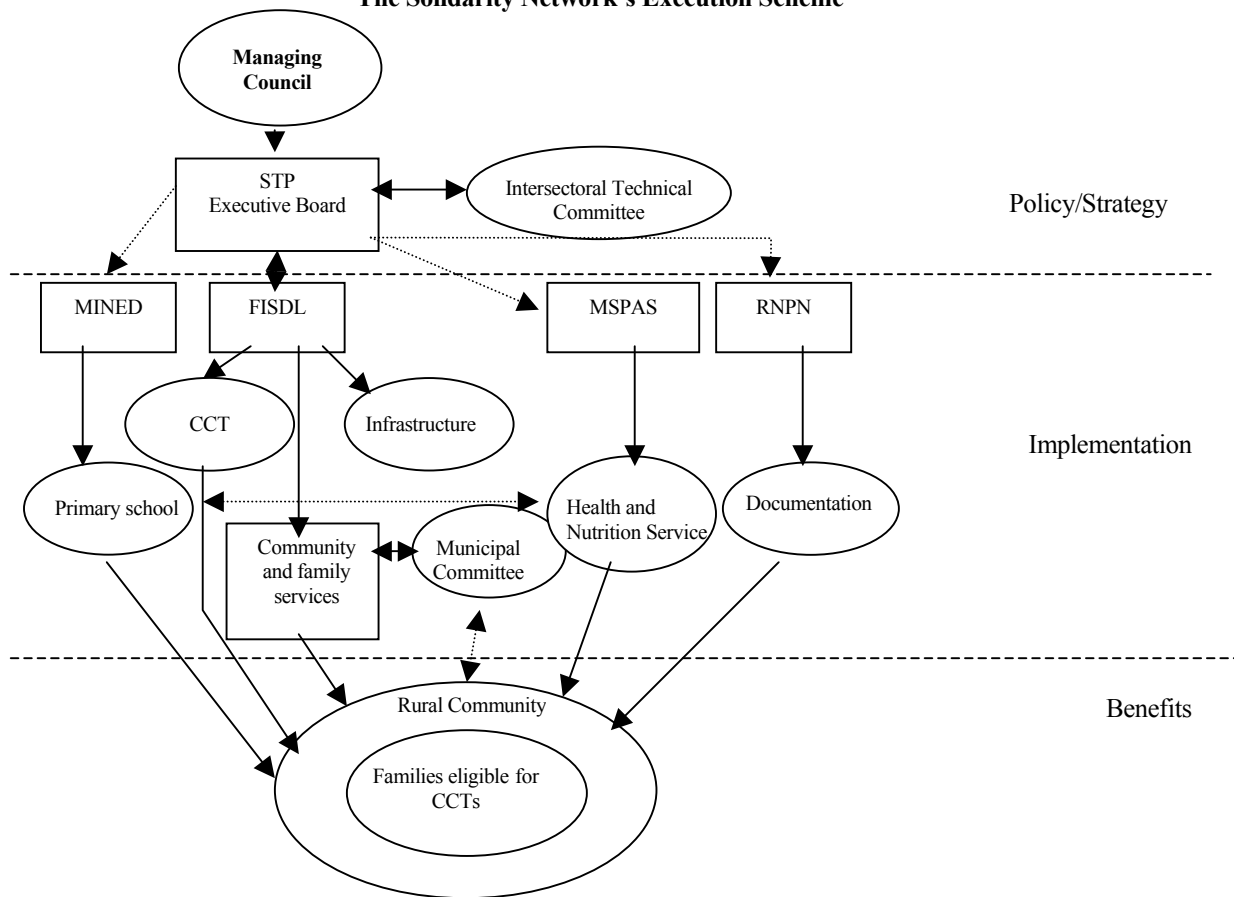 The Solidarity Network's Execution Scheme
Managing
Council
STP
Executive Board
Intersectoral Technical
Committee
Policy/Strategy
MINED
FISDL
MSPAS
RNPN
CCT
Infrastructure
Implementation
Primary school
Health and
Nutrition Service
Documentation
Community
and family
services
Municipal
Committee
Rural Community
Benefits
Families eligible for
CCTs